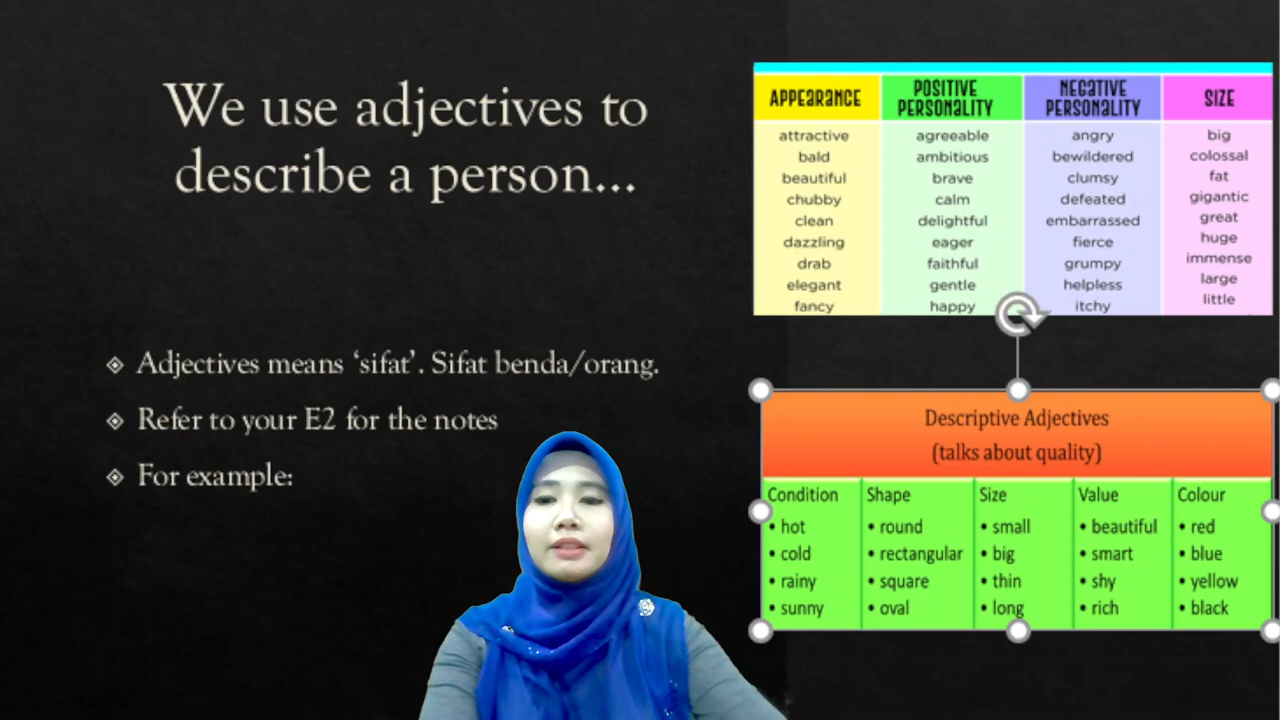 We use adjectives to
describe a person...
Adjectives means ‘sifat’. Sifat benda/orang.
Refer to your E2 for the notes
For example:
APPEARANCE POSITIVE PERSONALITY NEGATIVE PERSONALITY SIZE
attractive agreeable angry big
bald ambitious bewildered colossal
beautiful brave clumsy fat
chubby calm defeated gigantic
clean delightful embarrassed great
dazzling eager fierce huge
drab faithful grumpy immense
elegant gentle helpless large
fancy happy itchy little
Descriptive Adjectives
(talks about quality)
Condition Shape Size Value Colour
• hot • round • small • beautiful • red
• cold • rectangular • big • smart • blue
• rainy • square • thin • shy • yellow
• sunny • oval • long • rich • black